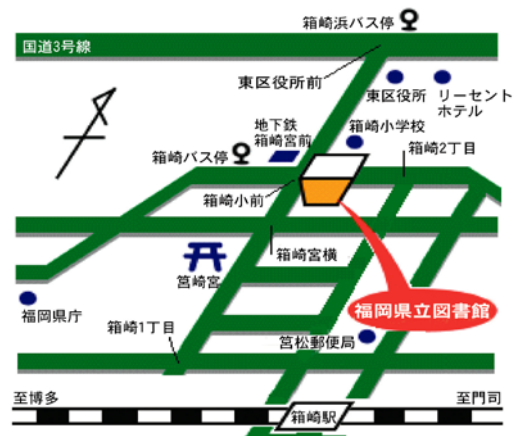 箱崎浜バス停
国道3号線
東区役所前
東区役所
リーセント
ホテル
地下鉄
箱崎宮前
箱崎小学校
箱崎バス停
箱崎2丁目
箱崎小前
箱崎宮横
筥崎宮
福岡県庁
福岡県立図書館
箱崎1丁目
筥松郵便局
至博多
至門司
箱崎駅